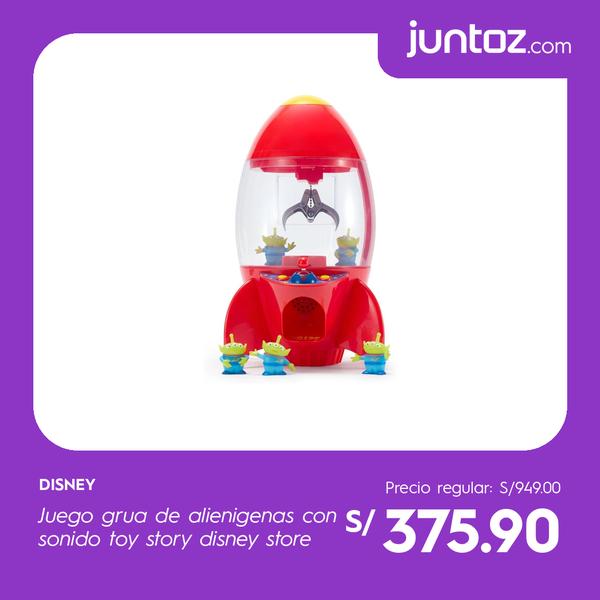 juntoz.com
DISNEY
Juego grua de alienigenas con
sonido toy story disney store
Precio regular: S/949.00
S/ 375.90